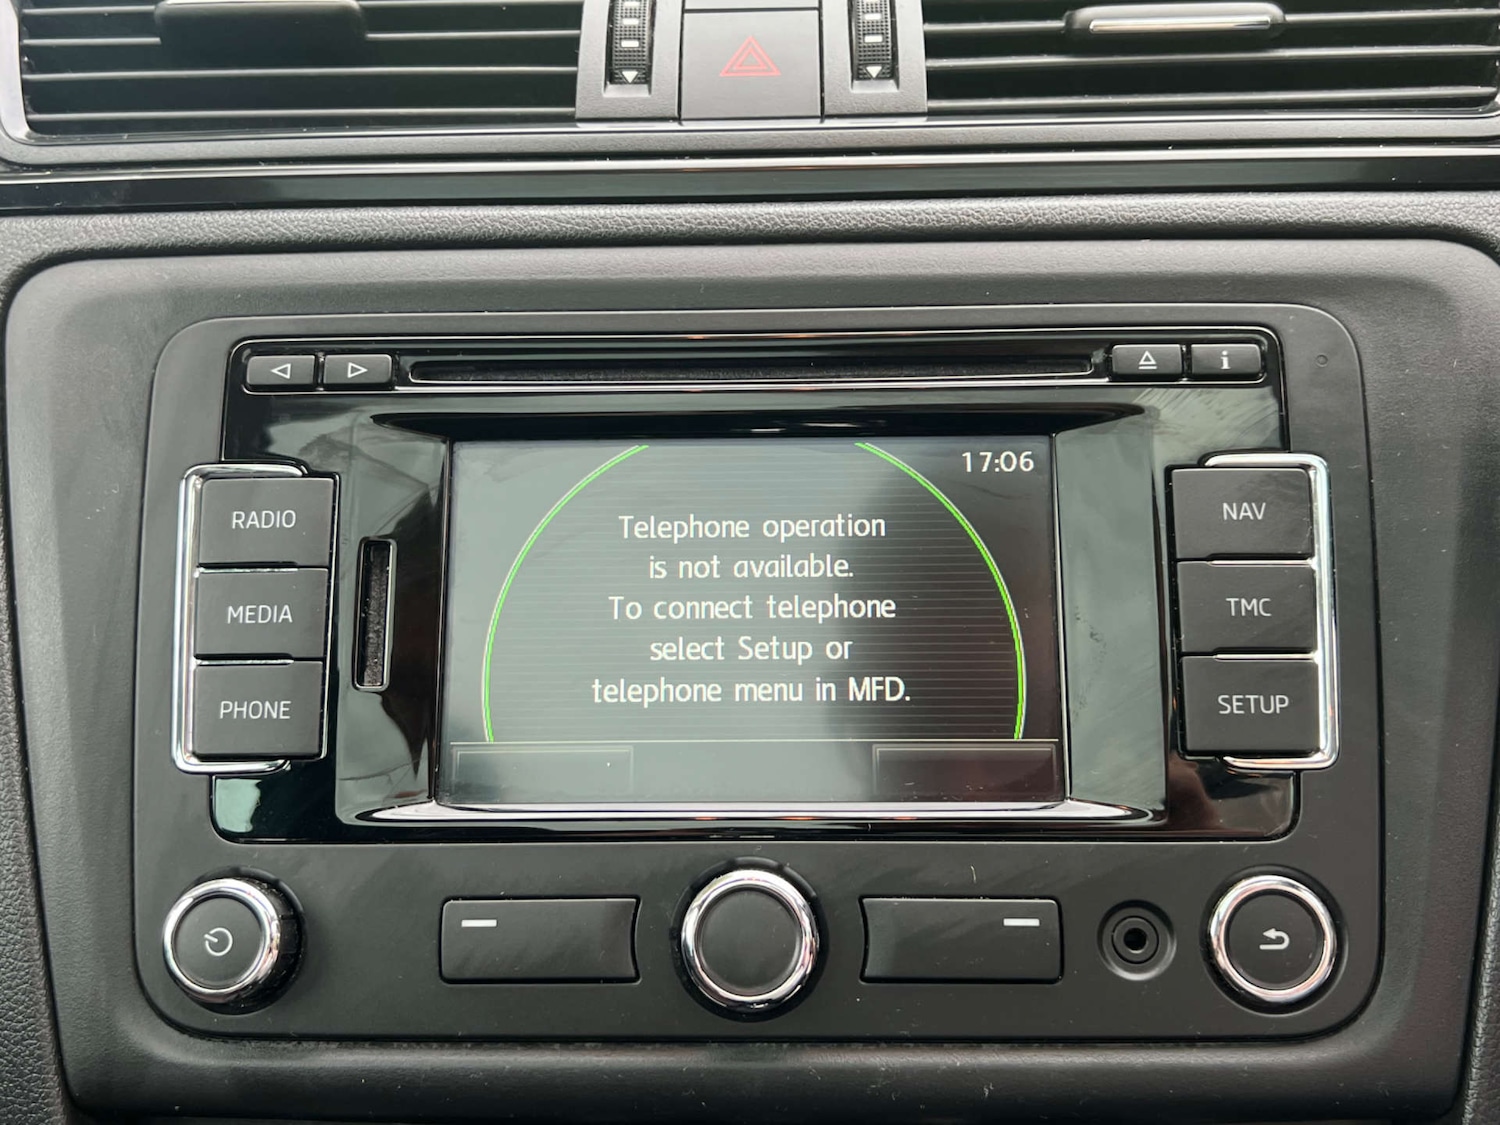 i
17:06
RADIO
Telephone operation
NAV
is not available.
MEDIA
To connect telephone
TMC
select Setup or
PHONE
telephone menu in MFD.
SETUP